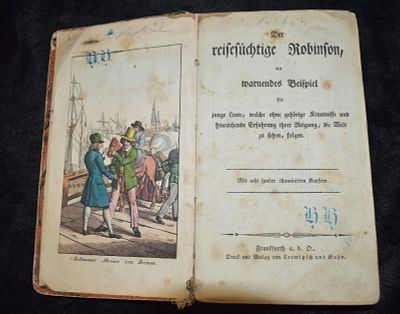 H.H.
Robinsons Abreise von Bremen.
Der
reisesüchtige Robinson,
ein
warnendes Beispiel
für
junge Leute, welche ohne gehörige Kenntnisse und
hinreichende Erfahrung ihrer Neigung, die Welt
zu sehen, folgen.
Mit acht sauber illuminirten Kupfern.
H.H.
Frankfurth a. d. O.,
Druck und Verlag von Trowitzsch und Sohn.